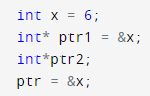 int x = 6;
int* ptr1 = &x;
int*ptr2;
ptr = &x;